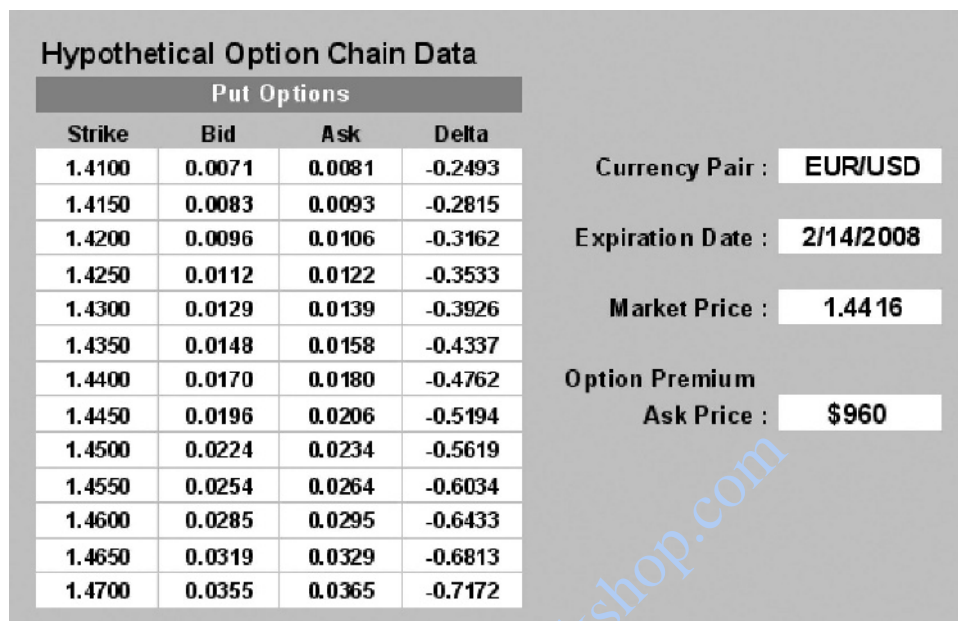 Hypothetical Option Chain Data
Put Options
Strike Bid Ask Delta
1.4100 0.0071 0.0081 -0.2493
1.4150 0.0083 0.0093 -0.2815
1.4200 0.0096 0.0106 -0.3162
1.4250 0.0112 0.0122 -0.3533
1.4300 0.0129 0.0139 -0.3926
1.4350 0.0148 0.0158 -0.4337
1.4400 0.0170 0.0180 -0.4762
1.4450 0.0196 0.0206 -0.5194
1.4500 0.0224 0.0234 -0.5619
1.4550 0.0254 0.0264 -0.6034
1.4600 0.0285 0.0295 -0.6433
1.4650 0.0319 0.0329 -0.6813
1.4700 0.0355 0.0365 -0.7172
Currency Pair : EUR/USD
Expiration Date : 2/14/2008
Market Price : 1.4416
Option Premium
Ask Price : $960
shop.com